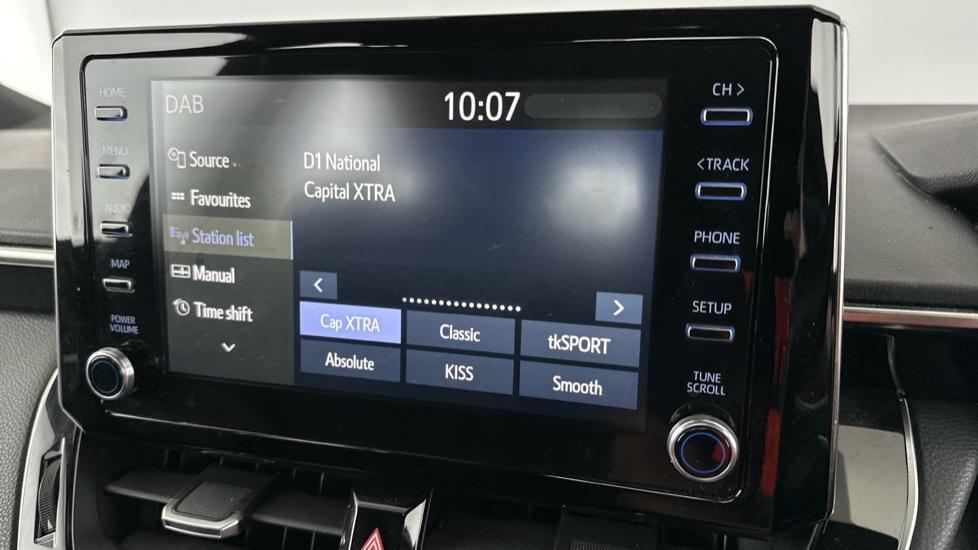 HOME
MENU
AUDIO
MAP
POWER
VOLUME
DAB
10:07
Source
Favourites
Station list
Manual
Time shift
D1 National
Capital XTRA
<
>
Cap XTRA
Classic
tkSPORT
Absolute
KISS
Smooth
CH >
< TRACK
PHONE
SETUP
TUNE
SCROLL